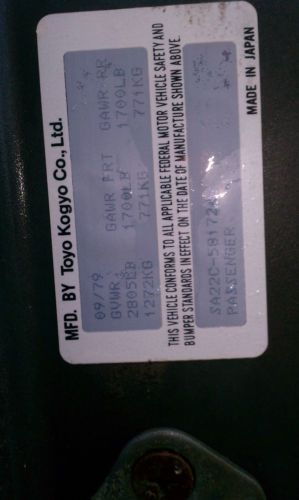 MFD. BY Toyo Kogyo Co., Ltd.
09/79
GVWR: GAWR FRT GAWR RR
2805LB 1700LB 1700LB
1272KG 771KG 771KG
THIS VEHICLE CONFORMS TO ALL APPLICABLE FEDERAL MOTOR VEHICLE SAFETY AND
BUMPER STANDARDS IN EFFECT ON THE DATE OF MANUFACTURE SHOWN ABOVE.
PASSENGER
MADE IN JAPAN